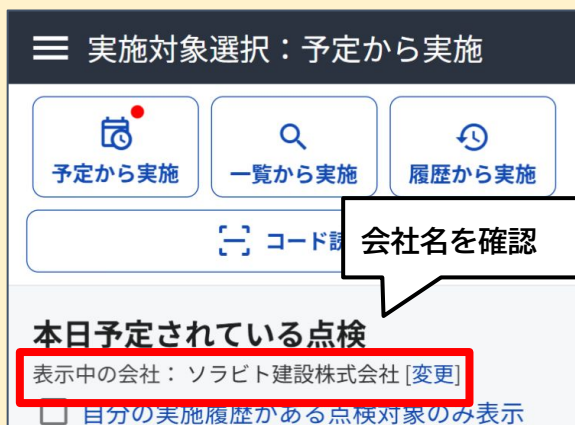 実施対象選択：予定から実施
予定から実施
一覧から実施
履歴から実施
コード読
会社名を確認
本日予定されている点検
表示中の会社： ソラビト建設株式会社 [変更]
自分の実施履歴がある点検対象のみ表示